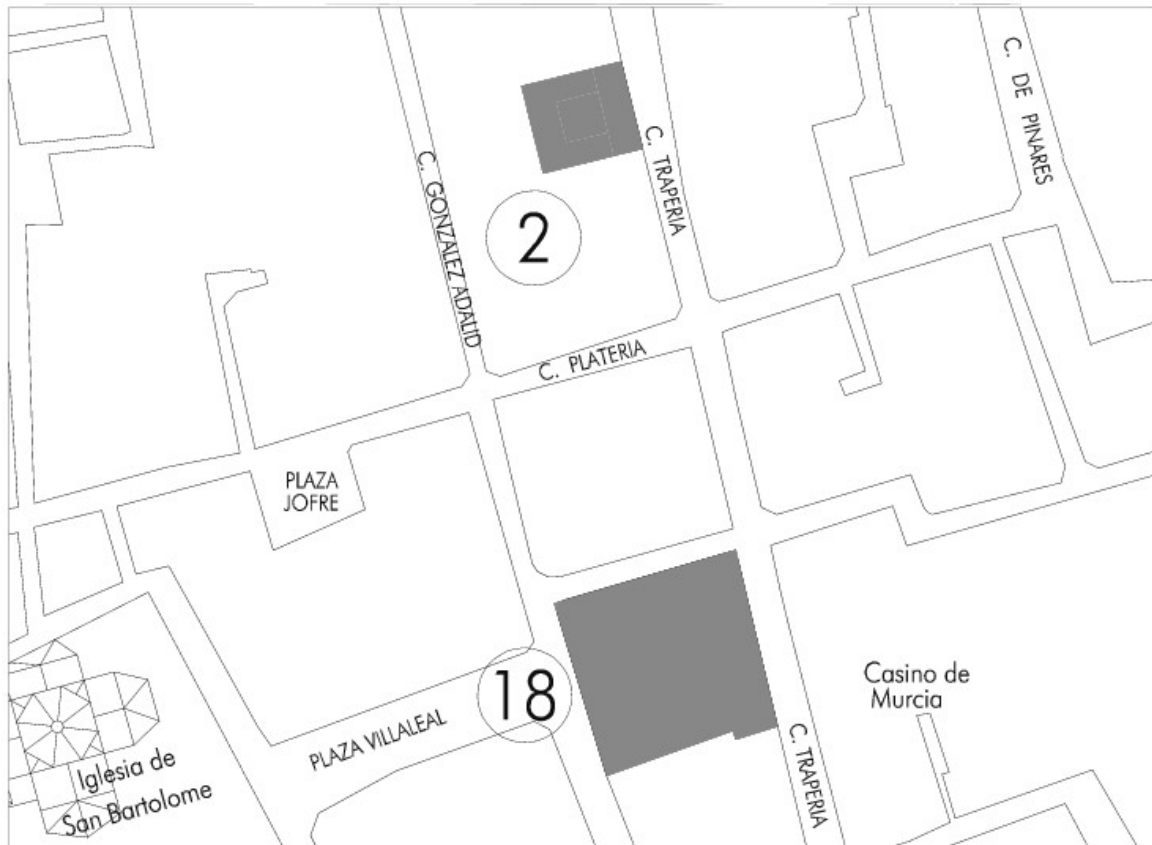 C. DE PINARES
C. TRAPERIA
C. GONZALEZ ADALID
2
C. PLATERIA
PLAZA
JOFRE
Casino de
Murcia
18
PLAZA VILLALEAL
C. TRAPERIA
Iglesia de
San Bartolome